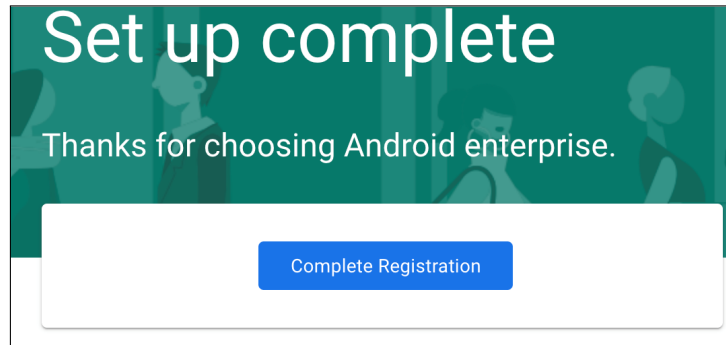 Set up complete
Thanks for choosing Android enterprise.
Complete Registration